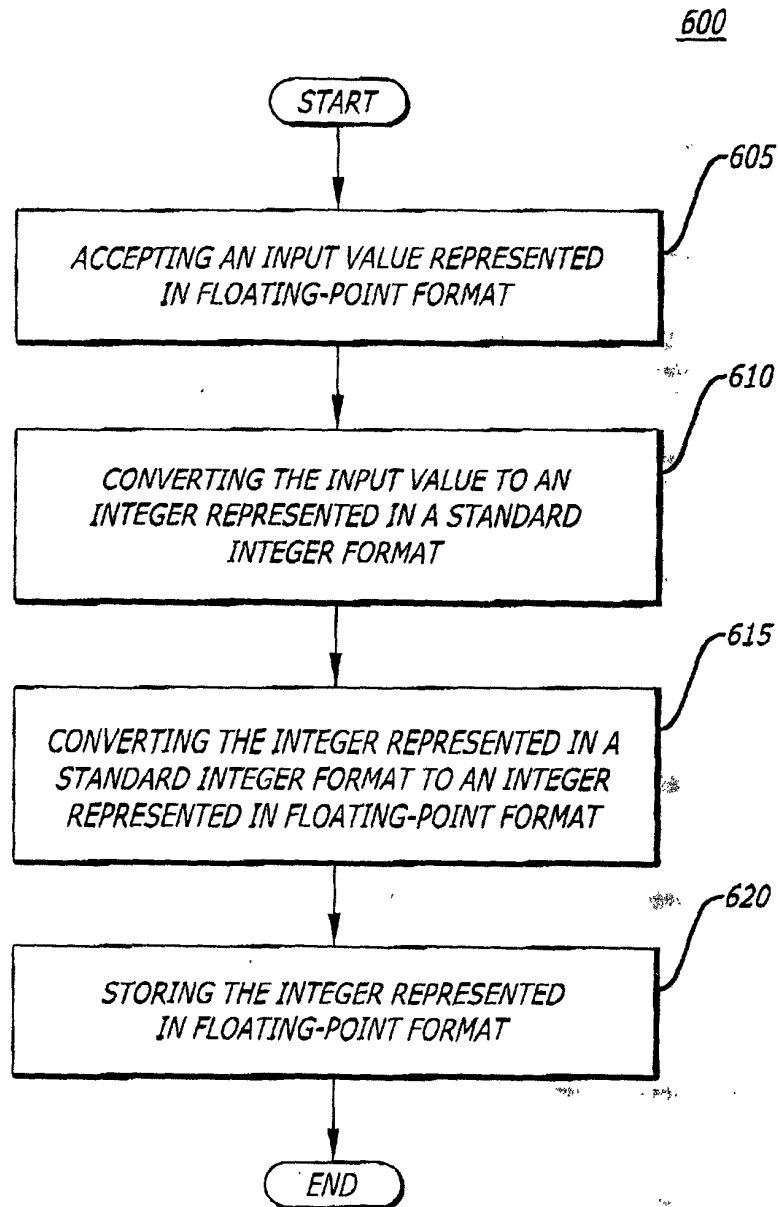 600
START
605
ACCEPTING AN INPUT VALUE REPRESENTED
IN FLOATING-POINT FORMAT
610
CONVERTING THE INPUT VALUE TO AN
INTEGER REPRESENTED IN A STANDARD
INTEGER FORMAT
615
CONVERTING THE INTEGER REPRESENTED IN A
STANDARD INTEGER FORMAT TO AN INTEGER
REPRESENTED IN FLOATING-POINT FORMAT
620
STORING THE INTEGER REPRESENTED
IN FLOATING-POINT FORMAT
END